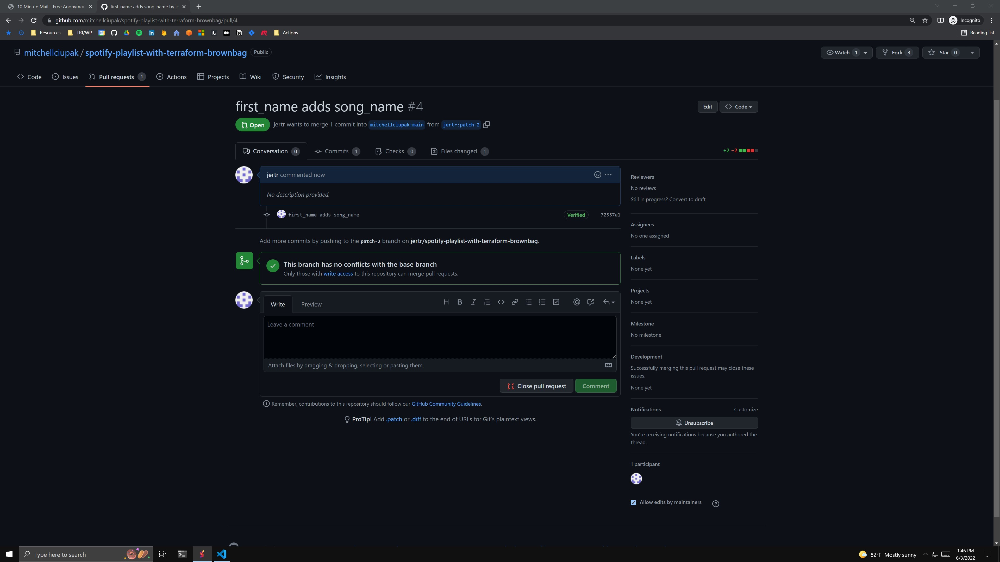 10 Minute Mail - Free Anonymou
first_name adds song_name by je
github.com/mitchellciupak/spotify-playlist-with-terraform-brownbag/pull/4
Incognito
Resources
TRI/WP
Actions
Reading list
mitchellciupak / spotify-playlist-with-terraform-brownbag Public
Watch 1
Fork 3
Star 0
Code
Issues
Pull requests 1
Actions
Projects
Wiki
Security
Insights
first_name adds song_name #4
Edit
Code
Open
jertr wants to merge 1 commit into mitchellciupak:main from jertr:patch-2
Conversation 0
Commits 1
Checks 0
Files changed 1
+2 −2
jertr commented now
No description provided.
first_name adds song_name
Verified
72357a1
Add more commits by pushing to the patch-2 branch on jertr/spotify-playlist-with-terraform-brownbag.
This branch has no conflicts with the base branch
Only those with write access to this repository can merge pull requests.
Write
Preview
Leave a comment
Attach files by dragging & dropping, selecting or pasting them.
Close pull request
Comment
Remember, contributions to this repository should follow our GitHub Community Guidelines.
ProTip! Add .patch or .diff to the end of URLs for Git's plaintext views.
Reviewers
No reviews
Still in progress? Convert to draft
Assignees
No one assigned
Labels
None yet
Projects
None yet
Milestone
No milestone
Development
Successfully merging this pull request may close these
issues.
None yet
Notifications
Customize
Unsubscribe
You're receiving notifications because you authored the
thread.
1 participant
Allow edits by maintainers
Type here to search
82°F Mostly sunny
1:46 PM
6/3/2022